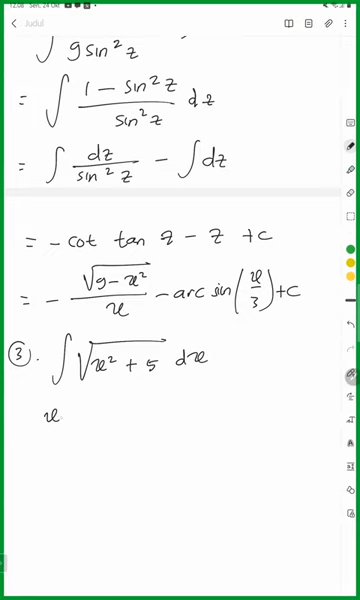 12.08 Sen, 24 Okt
Judul
∫ 9 sin² z
= ∫ (1 − sin² z) / (sin² z) dz
= ∫ dz / (sin² z) − ∫ dz
= − cot tan z − z + c
= − √(9 − x²) / x − arc sin (x/3) + c
③. ∫ √(x² + 5) dx
x